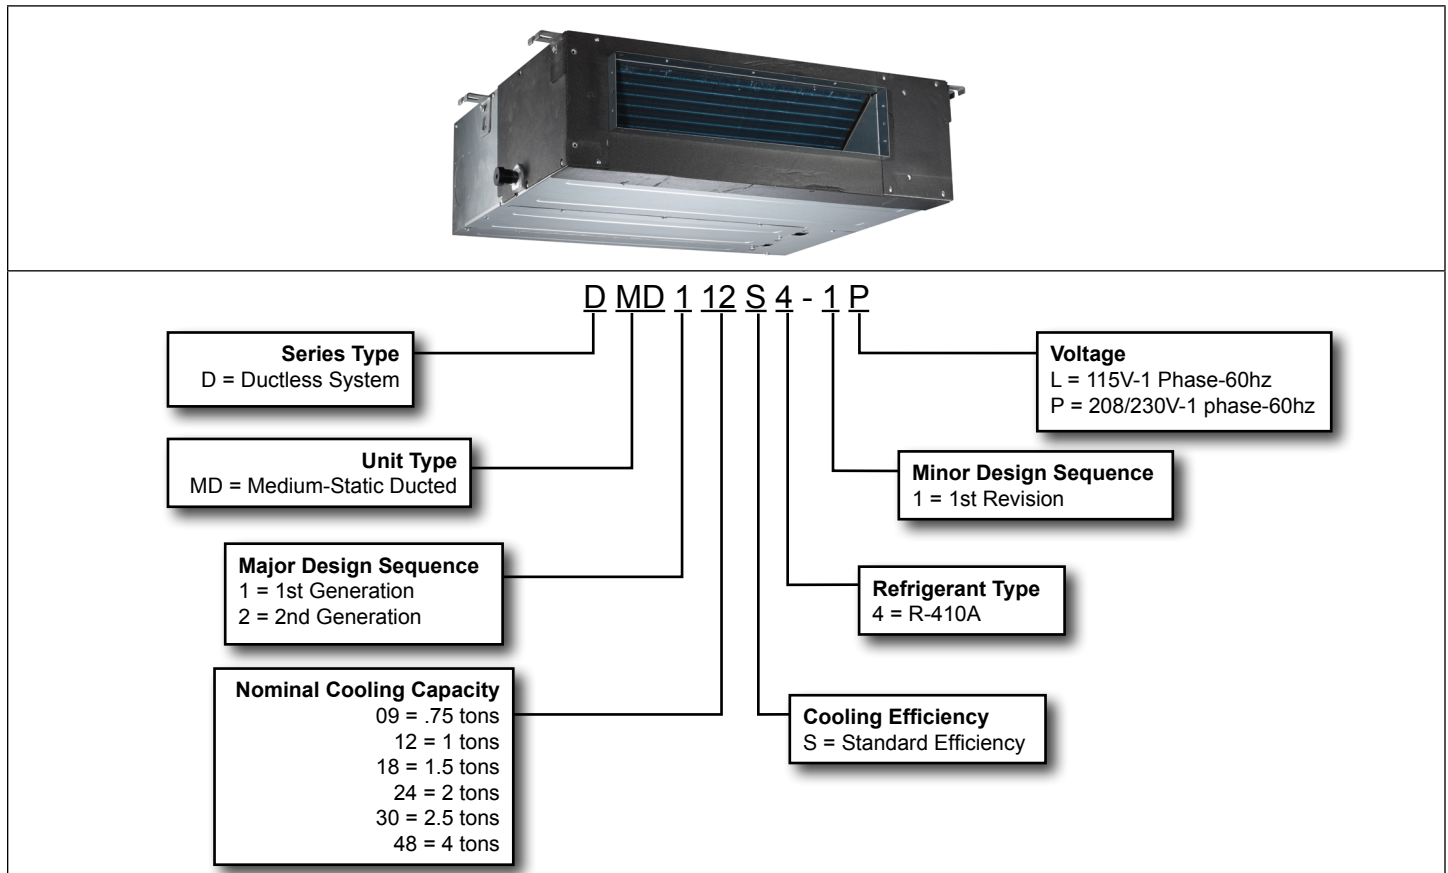 D MD 1 12 S 4 - 1 P
Series Type
D = Ductless System
Unit Type
MD = Medium-Static Ducted
Major Design Sequence
1 = 1st Generation
2 = 2nd Generation
Nominal Cooling Capacity
09 = .75 tons
12 = 1 tons
18 = 1.5 tons
24 = 2 tons
30 = 2.5 tons
48 = 4 tons
Voltage
L = 115V-1 Phase-60hz
P = 208/230V-1 phase-60hz
Minor Design Sequence
1 = 1st Revision
Refrigerant Type
4 = R-410A
Cooling Efficiency
S = Standard Efficiency